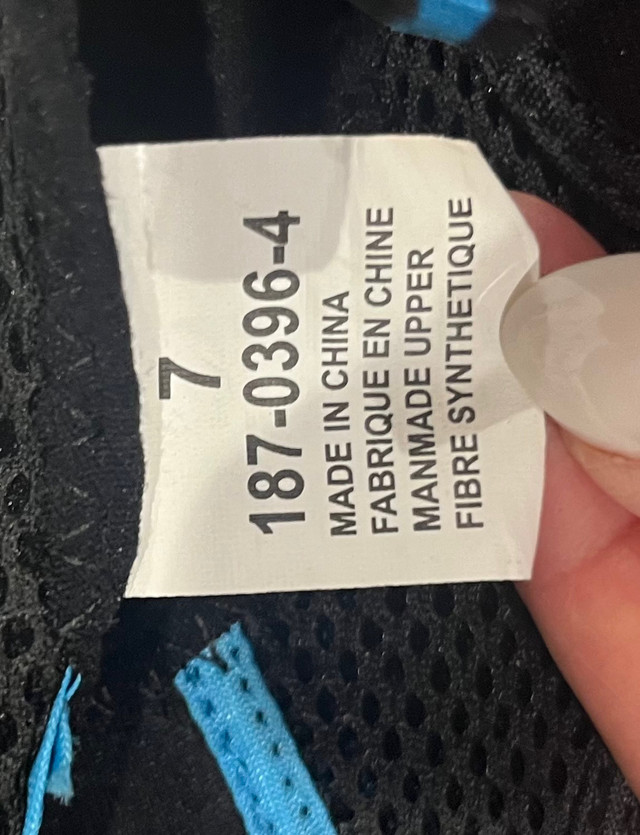 7
187-0396-4
MADE IN CHINA
FABRIQUE EN CHINE
MANMADE UPPER
FIBRE SYNTHETIQUE